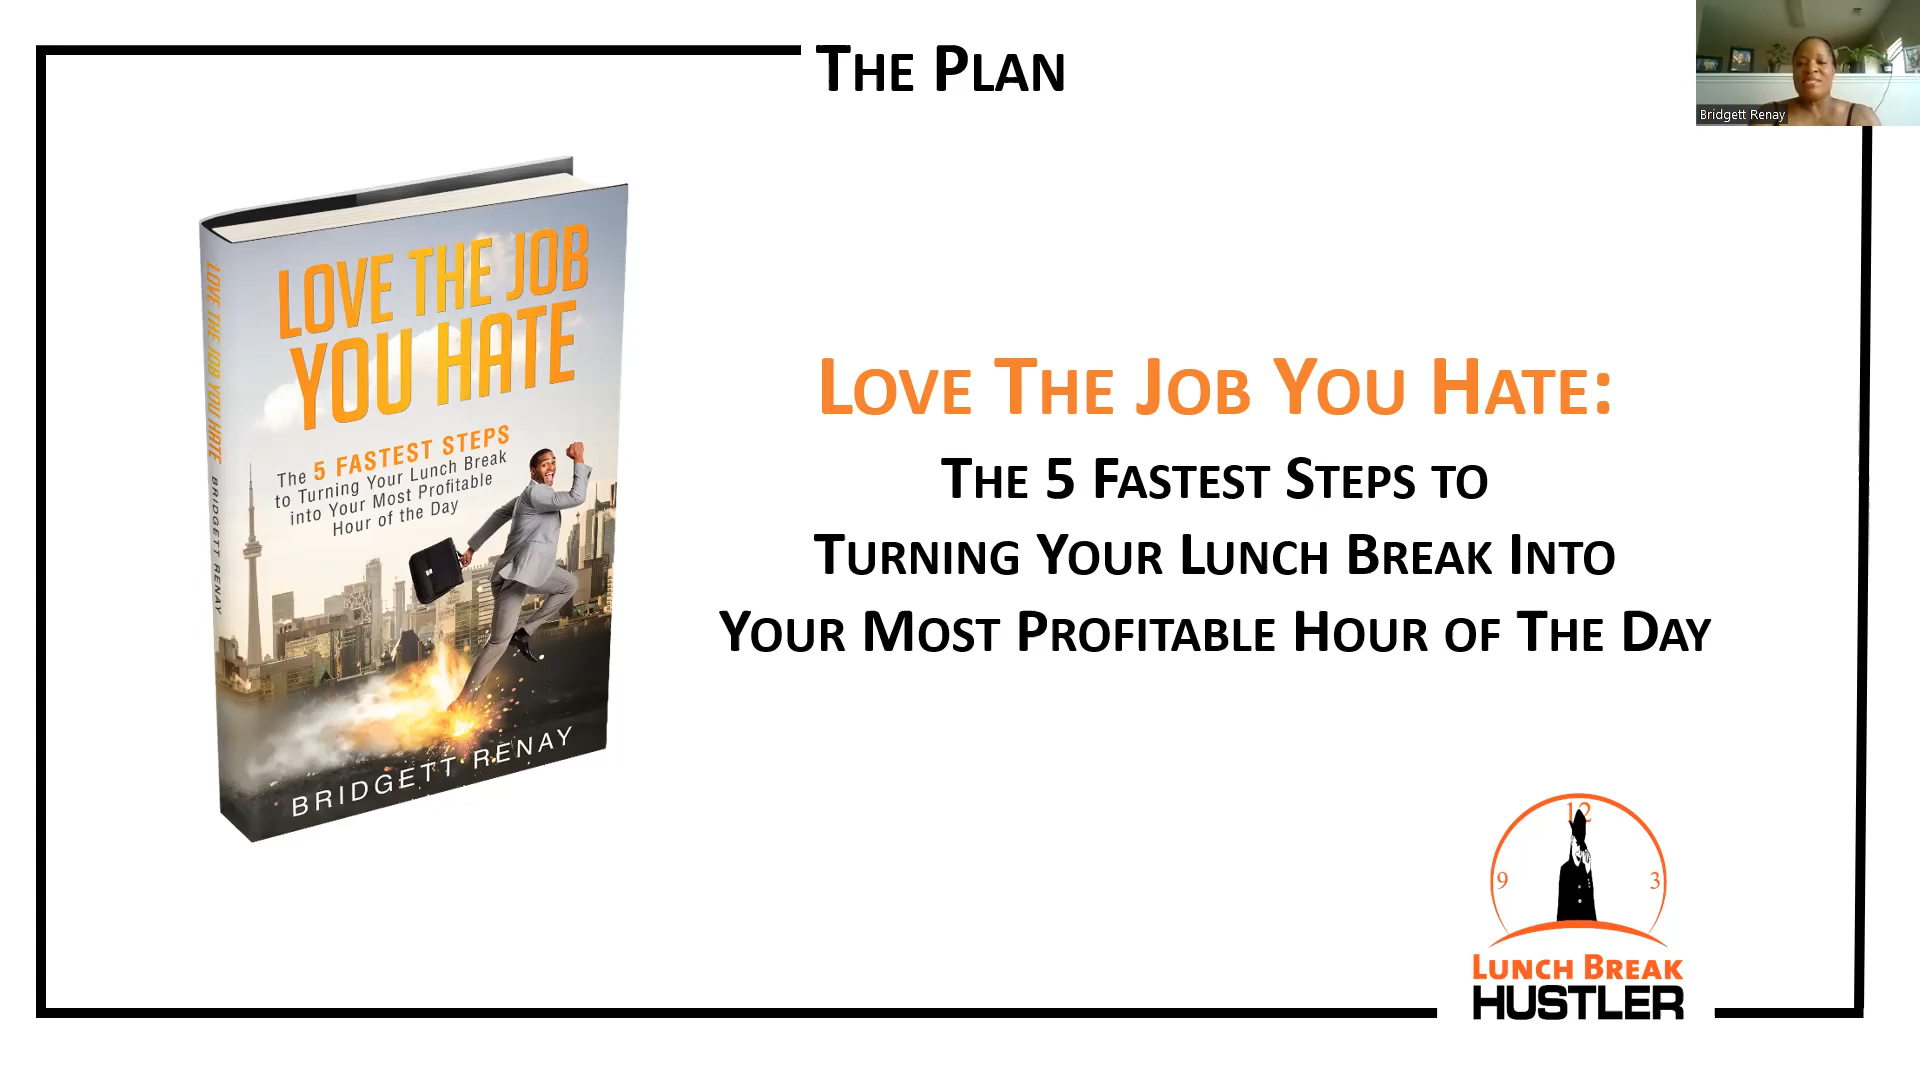 THE PLAN
Bridgett Renay
LOVE THE JOB
YOU HATE
The 5 FASTEST STEPS
to Turning Your Lunch Break
into Your Most Profitable
Hour of the Day
BRIDGETT RENAY
LOVE THE JOB YOU HATE BRIDGETT RENAY
LOVE THE JOB YOU HATE:
THE 5 FASTEST STEPS TO
TURNING YOUR LUNCH BREAK INTO
YOUR MOST PROFITABLE HOUR OF THE DAY
12
9 3
LUNCH BREAK
HUSTLER